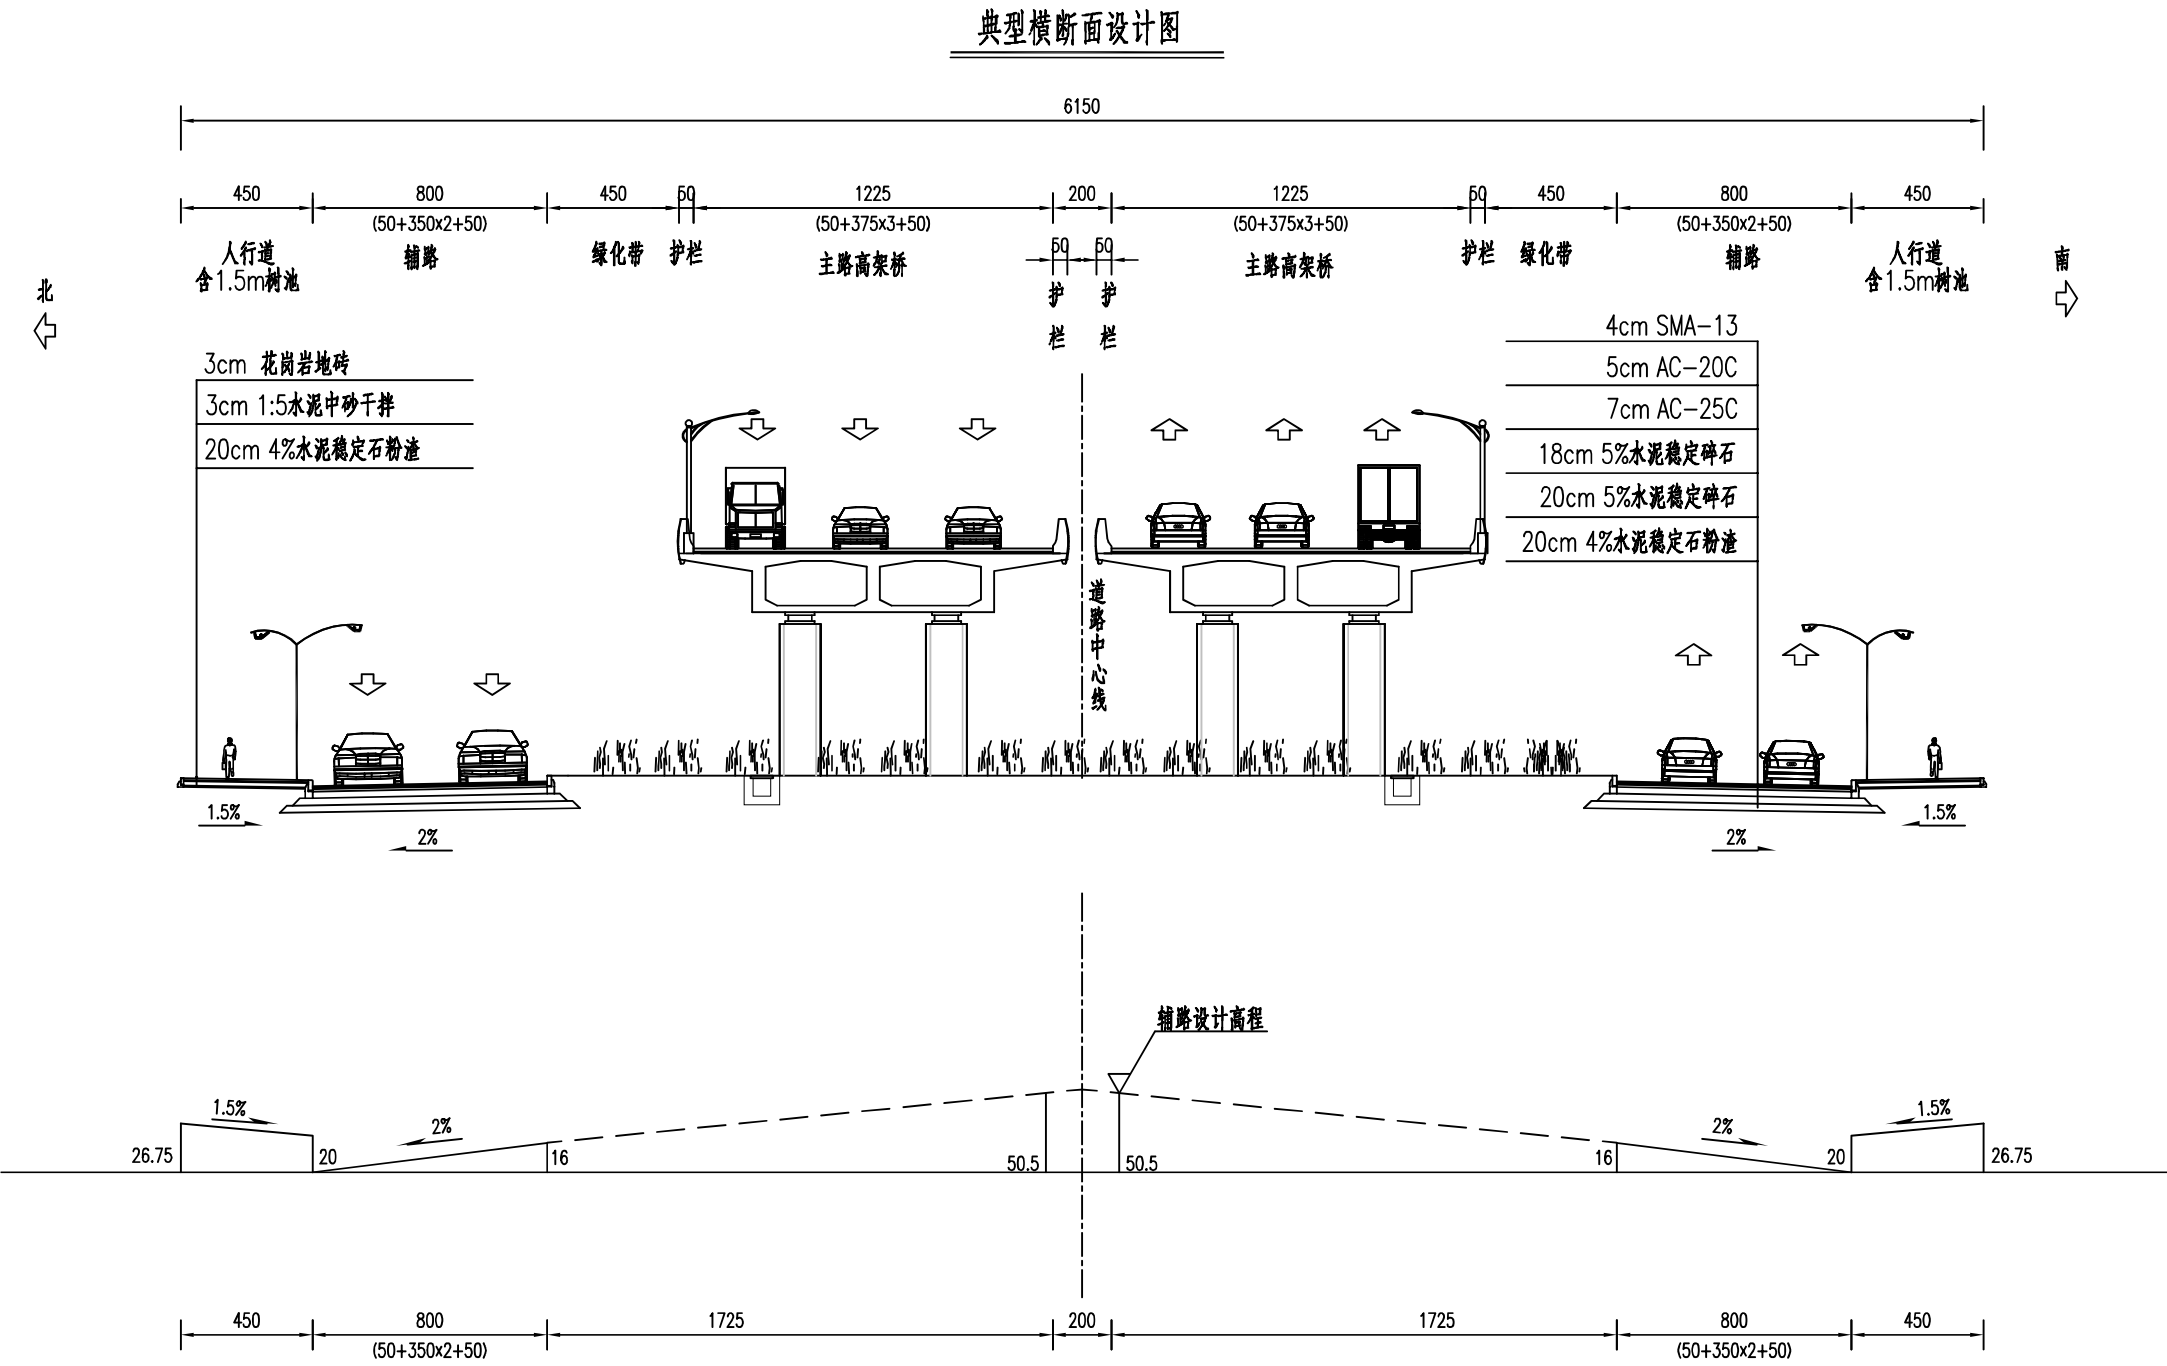 典型横断面设计图
6150
450 800 450 50 1225 200 1225 50 450 800 450
(50+350x2+50) (50+375x3+50) (50+375x3+50) (50+350x2+50)
人行道 辅路 绿化带 护栏 主路高架桥 50 50 主路高架桥 护栏 绿化带 辅路 人行道
含1.5m树池 护栏 护栏 含1.5m树池
北 南
3cm 花岗岩地砖
3cm 1:5水泥中砂干拌
20cm 4%水泥稳定石粉渣
4cm SMA-13
5cm AC-20C
7cm AC-25C
18cm 5%水泥稳定碎石
20cm 5%水泥稳定碎石
20cm 4%水泥稳定石粉渣
道路中心线
1.5% 2% 2% 1.5%
辅路设计高程
1.5% 2% 2% 1.5%
26.75 20 16 50.5 50.5 16 20 26.75
450 800 1725 200 1725 800 450
(50+350x2+50) (50+350x2+50)